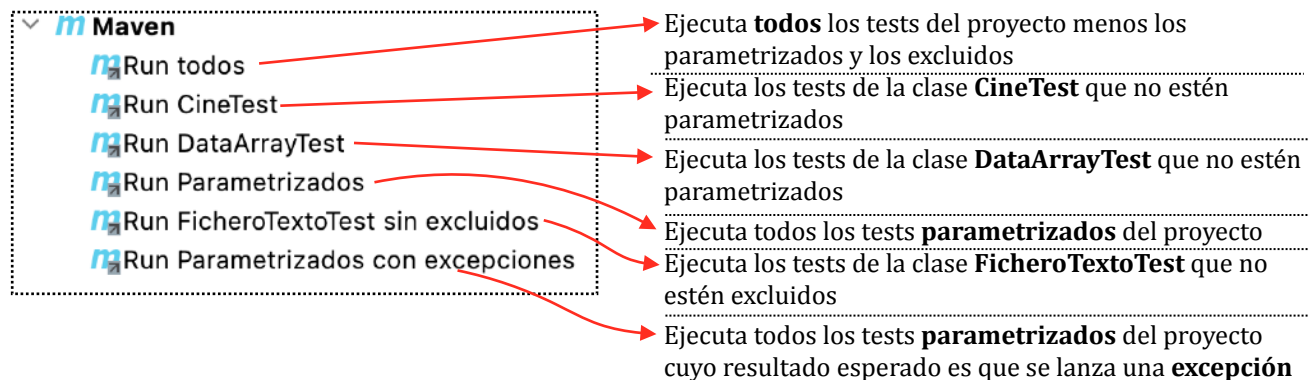 Maven
Run todos
Run CineTest
Run DataArrayTest
Run Parametrizados
Run FicheroTextoTest sin excluidos
Run Parametrizados con excepciones
Ejecuta todos los tests del proyecto menos los
parametrizados y los excluidos
Ejecuta los tests de la clase CineTest que no estén
parametrizados
Ejecuta los tests de la clase DataArrayTest que no estén
parametrizados
Ejecuta todos los tests parametrizados del proyecto
Ejecuta los tests de la clase FicheroTextoTest que no
estén excluidos
Ejecuta todos los tests parametrizados del proyecto
cuyo resultado esperado es que se lanza una excepción